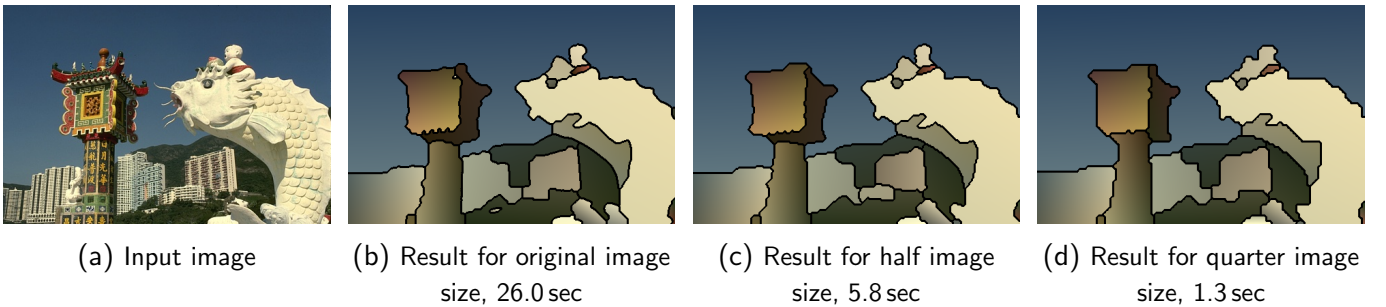 (a) Input image
(b) Result for original image
size, 26.0 sec
(c) Result for half image
size, 5.8 sec
(d) Result for quarter image
size, 1.3 sec